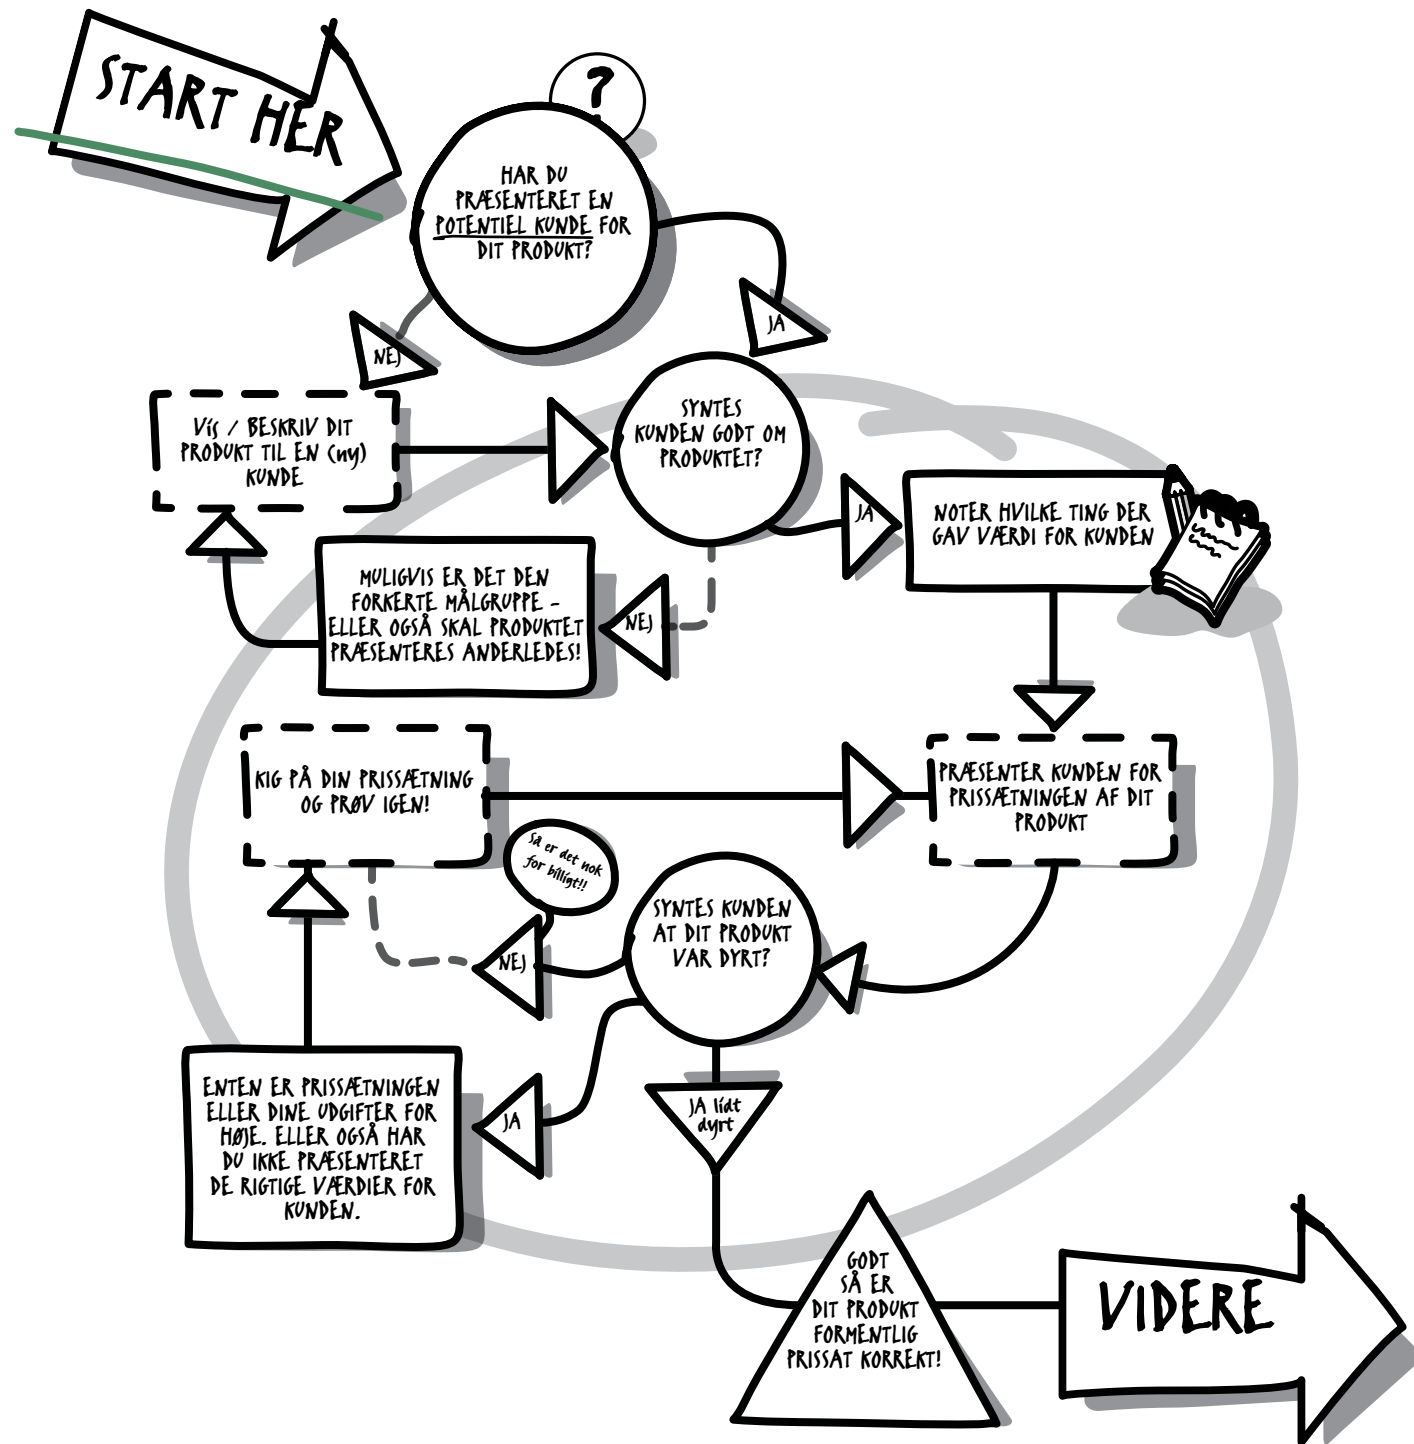 START HER
?
HAR DU
PRÆSENTERET EN
POTENTIEL KUNDE FOR
DIT PRODUKT?
JA
NEJ
Vis / BESKRIV DIT
PRODUKT TIL EN (ny)
KUNDE
SYNTES
KUNDEN GODT OM
PRODUKTET?
JA
NOTER HVILKE TING DER
GAV VÆRDI FOR KUNDEN
MULIGVIS ER DET DEN
FORKERTE MÅLGRUPPE -
ELLER OGSÅ SKAL PRODUKTET
PRÆSENTERES ANDERLEDES!
NEJ
KIG PÅ DIN PRISSÆTNING
OG PRØV IGEN!
PRÆSENTER KUNDEN FOR
PRISSÆTNINGEN AF DIT
PRODUKT
Så er det nok
for billigt!!
SYNTES KUNDEN
AT DIT PRODUKT
VAR DYRT?
NEJ
ENTEN ER PRISSÆTNINGEN
ELLER DINE UDGIFTER FOR
HØJE. ELLER OGSÅ HAR
DU IKKE PRÆSENTERET
DE RIGTIGE VÆRDIER FOR
KUNDEN.
JA
JA lidt
dyrt
GODT
SÅ ER
DIT PRODUKT
FORMENTLIG
PRISSAT KORREKT!
VIDERE